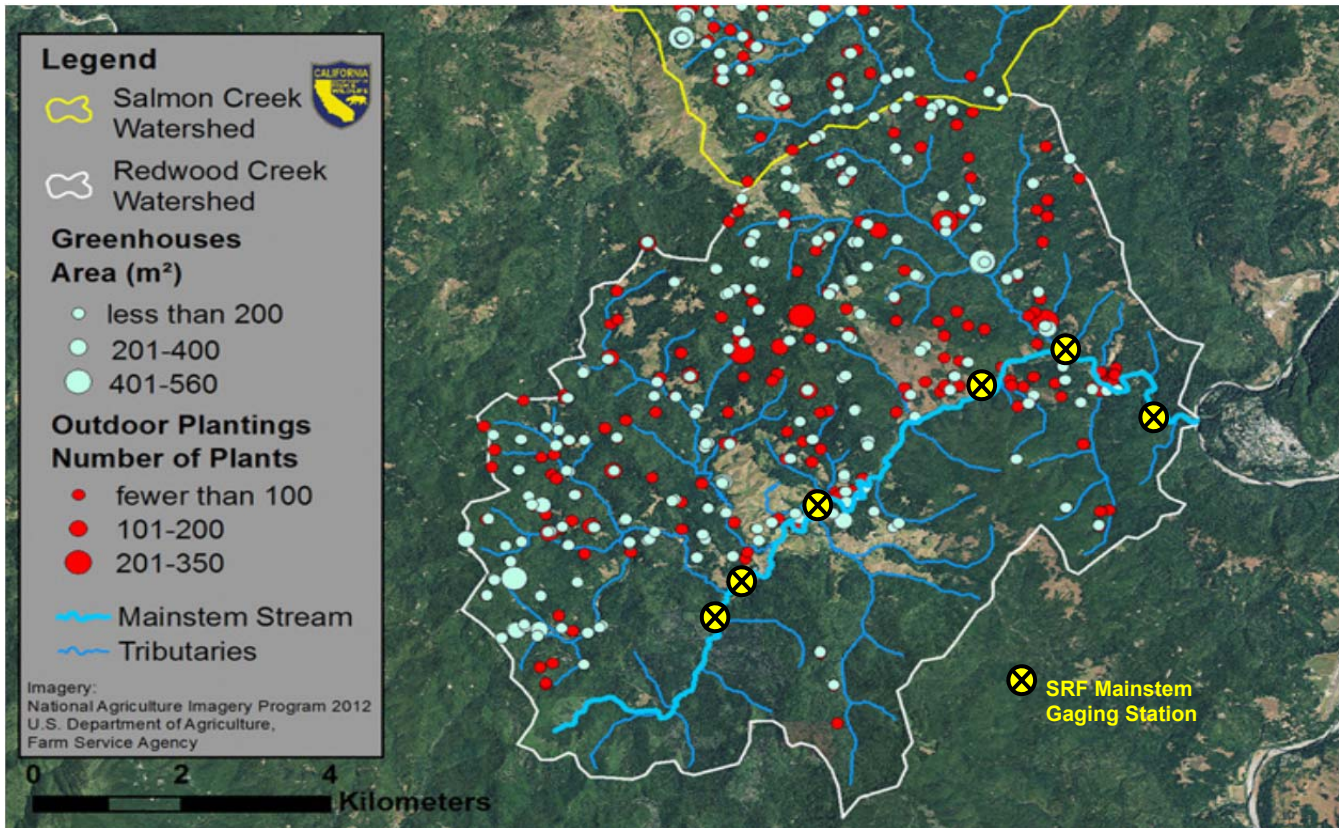 Legend
CALIFORNIA
Salmon Creek
Watershed
Redwood Creek
Watershed
Greenhouses
Area (m²)
less than 200
201-400
401-560
Outdoor Plantings
Number of Plants
fewer than 100
101-200
201-350
Mainstem Stream
Tributaries
Imagery:
National Agriculture Imagery Program 2012
U.S. Department of Agriculture,
Farm Service Agency
0 2 4
Kilometers
SRF Mainstem
Gaging Station